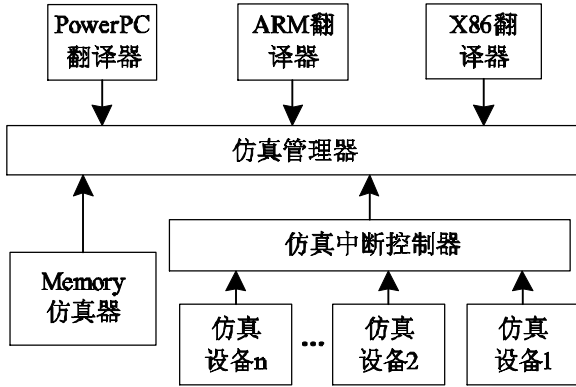 PowerPC
翻译器
ARM翻
译器
X86翻
译器
仿真管理器
仿真中断控制器
Memory
仿真器
仿真
设备n
...
仿真
设备2
仿真
设备1